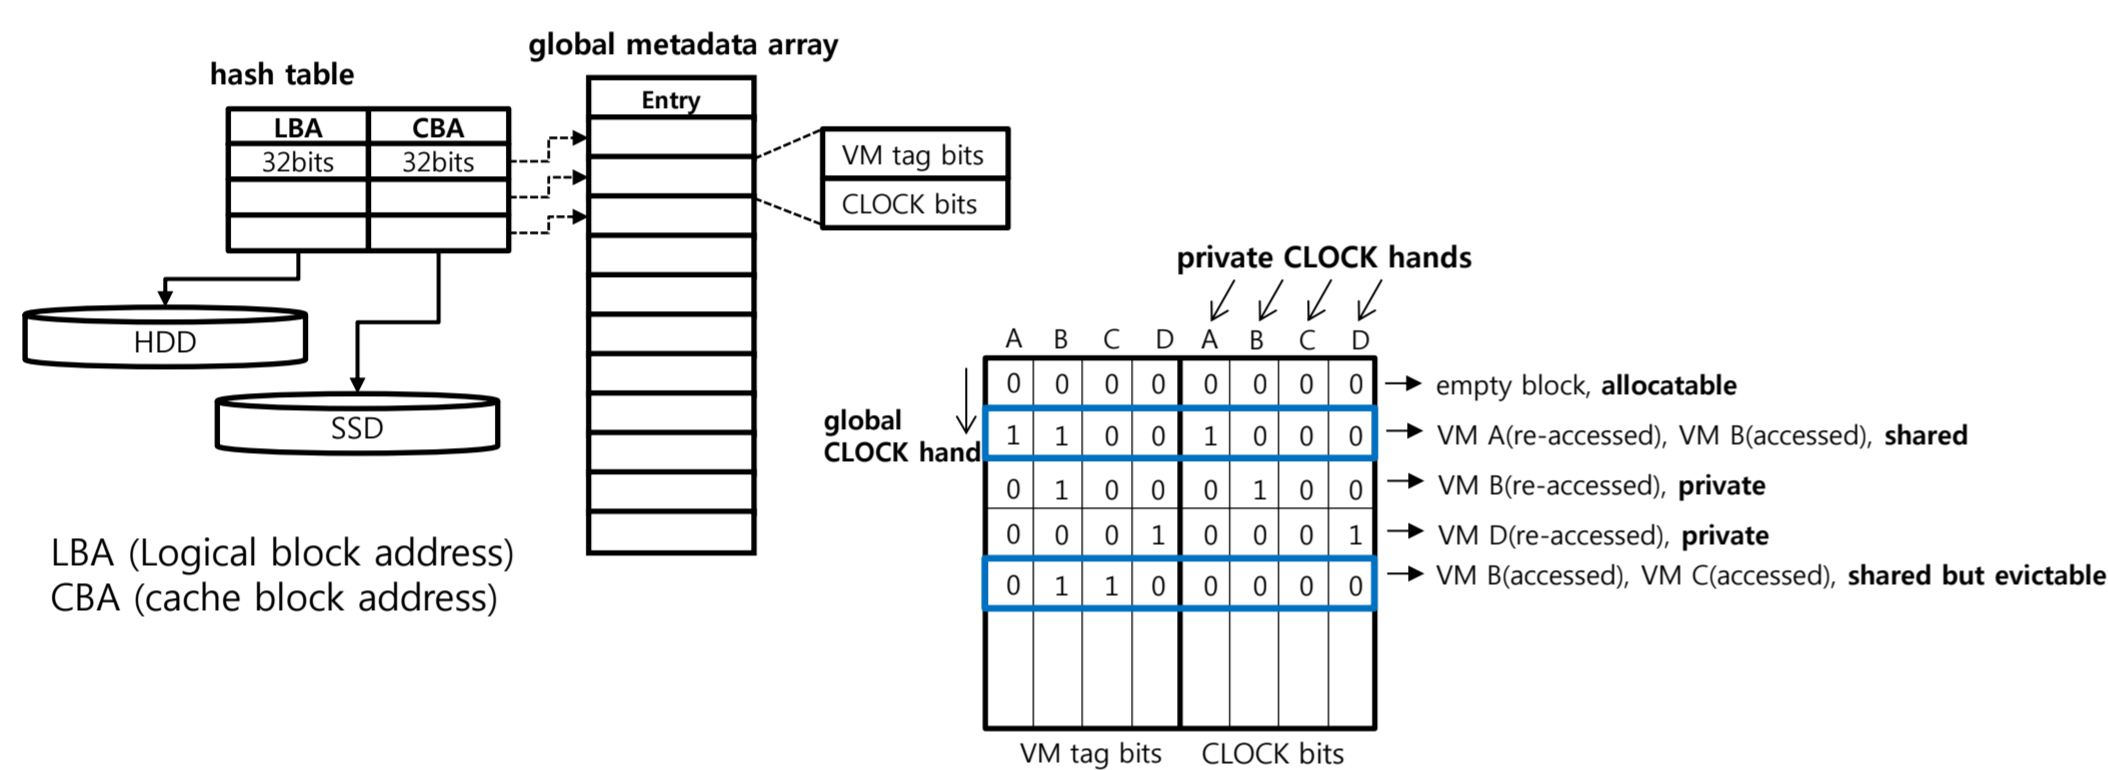 global metadata array
hash table
Entry
LBA CBA
32bits 32bits
VM tag bits
CLOCK bits
HDD
SSD
LBA (Logical block address)
CBA (cache block address)
private CLOCK hands
A B C D A B C D
global
CLOCK hand
0 0 0 0 0 0 0 0 empty block, allocatable
1 1 0 0 1 0 0 0 VM A(re-accessed), VM B(accessed), shared
0 1 0 0 0 1 0 0 VM B(re-accessed), private
0 0 0 1 0 0 0 1 VM D(re-accessed), private
0 1 1 0 0 0 0 0 VM B(accessed), VM C(accessed), shared but evictable
VM tag bits CLOCK bits